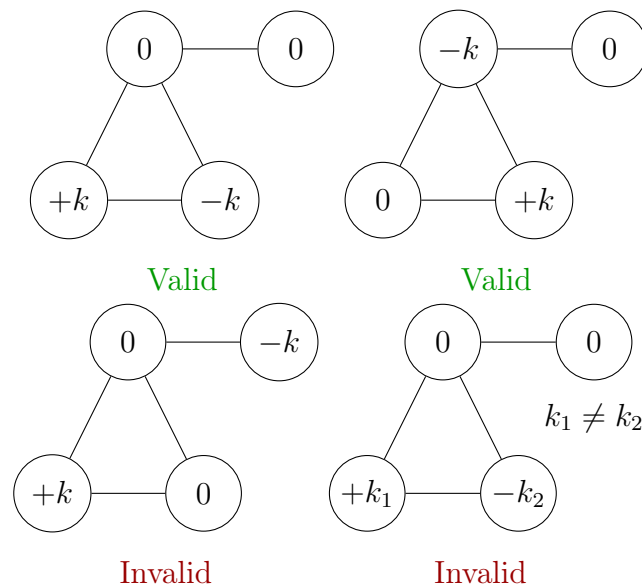 0 0 −k 0
+k −k 0 +k
Valid Valid
0 −k 0 0
k₁ ≠ k₂
+k 0 +k₁ −k₂
Invalid Invalid